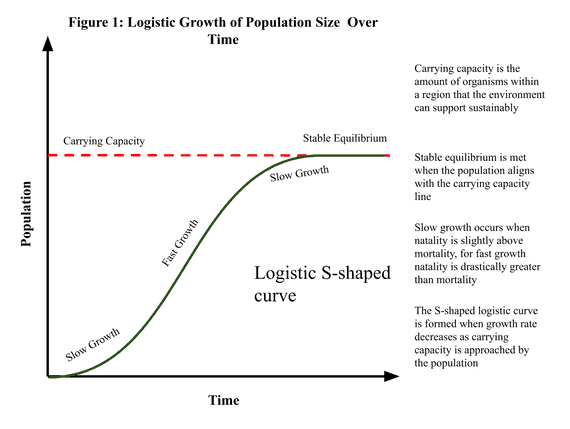 Figure 1: Logistic Growth of Population Size Over
Time
Carrying capacity is the
amount of organisms within
a region that the environment
can support sustainably
Carrying Capacity
Stable Equilibrium
Stable equilibrium is met
when the population aligns
with the carrying capacity
line
Slow Growth
Population
Fast Growth
Slow growth occurs when
natality is slightly above
mortality, for fast growth
natality is drastically greater
than mortality
Logistic S-shaped
curve
Slow Growth
The S-shaped logistic curve
is formed when growth rate
decreases as carrying
capacity is approached by
the population
Time